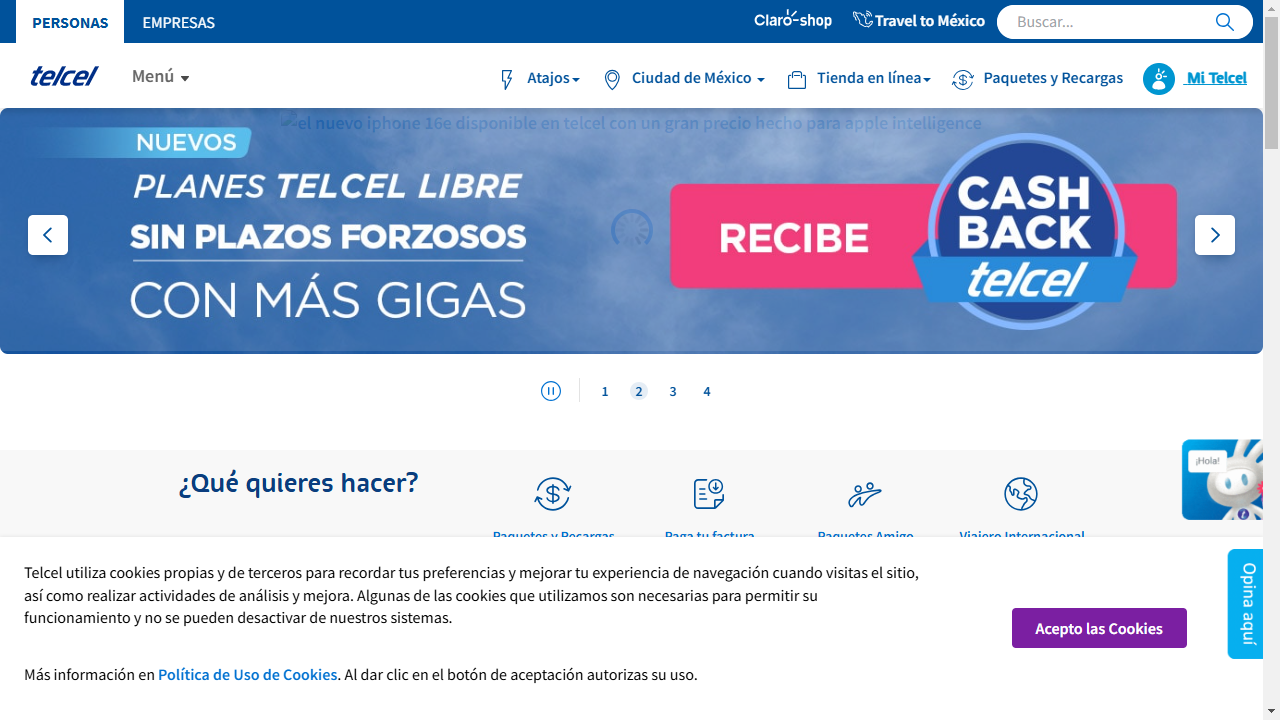 PERSONAS
EMPRESAS
Claro-shop
Travel to México
Buscar...
telcel
Menú
Atajos
Ciudad de México
Tienda en línea
Paquetes y Recargas
Mi Telcel
el nuevo iphone 16e disponible en telcel con un gran precio hecho para apple intelligence
NUEVOS
PLANES TELCEL LIBRE
SIN PLAZOS FORZOSOS
CON MÁS GIGAS
RECIBE
CASH
BACK
telcel
1
2
3
4
¿Qué quieres hacer?
¡Hola!
Paquetes y Recargas
Paga tu factura
Paquetes Amigo
Viajero Internacional
Telcel utiliza cookies propias y de terceros para recordar tus preferencias y mejorar tu experiencia de navegación cuando visitas el sitio,
así como realizar actividades de análisis y mejora. Algunas de las cookies que utilizamos son necesarias para permitir su
funcionamiento y no se pueden desactivar de nuestros sistemas.
Más información en Política de Uso de Cookies. Al dar clic en el botón de aceptación autorizas su uso.
Acepto las Cookies
Opina aquí